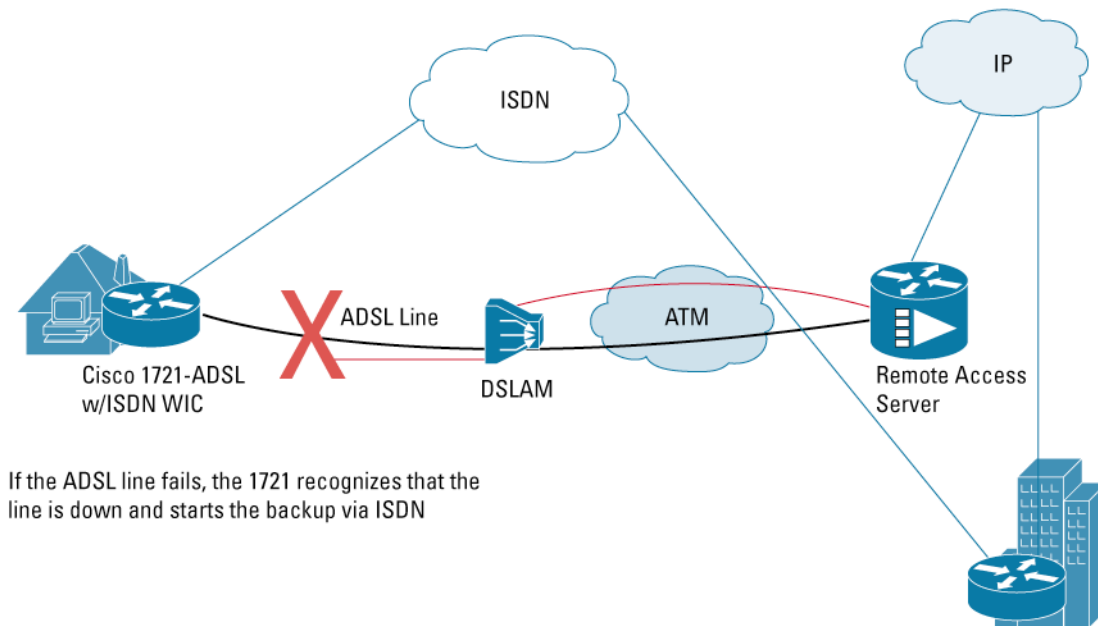 IP
ISDN
ADSL Line
ATM
Cisco 1721-ADSL
w/ISDN WIC
DSLAM
Remote Access
Server
If the ADSL line fails, the 1721 recognizes that the
line is down and starts the backup via ISDN